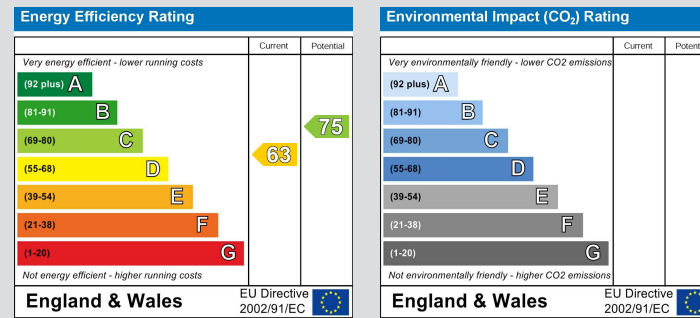 Energy Efficiency Rating
Current Potential
Very energy efficient - lower running costs
(92 plus) A
(81-91) B
(69-80) C
(55-68) D
(39-54) E
(21-38) F
(1-20) G
63
75
Not energy efficient - higher running costs
England & Wales
EU Directive
2002/91/EC
Environmental Impact (CO₂) Rating
Current Potent
Very environmentally friendly - lower CO2 emissions
(92 plus) A
(81-91) B
(69-80) C
(55-68) D
(39-54) E
(21-38) F
(1-20) G
Not environmentally friendly - higher CO2 emissions
England & Wales
EU Directive
2002/91/EC